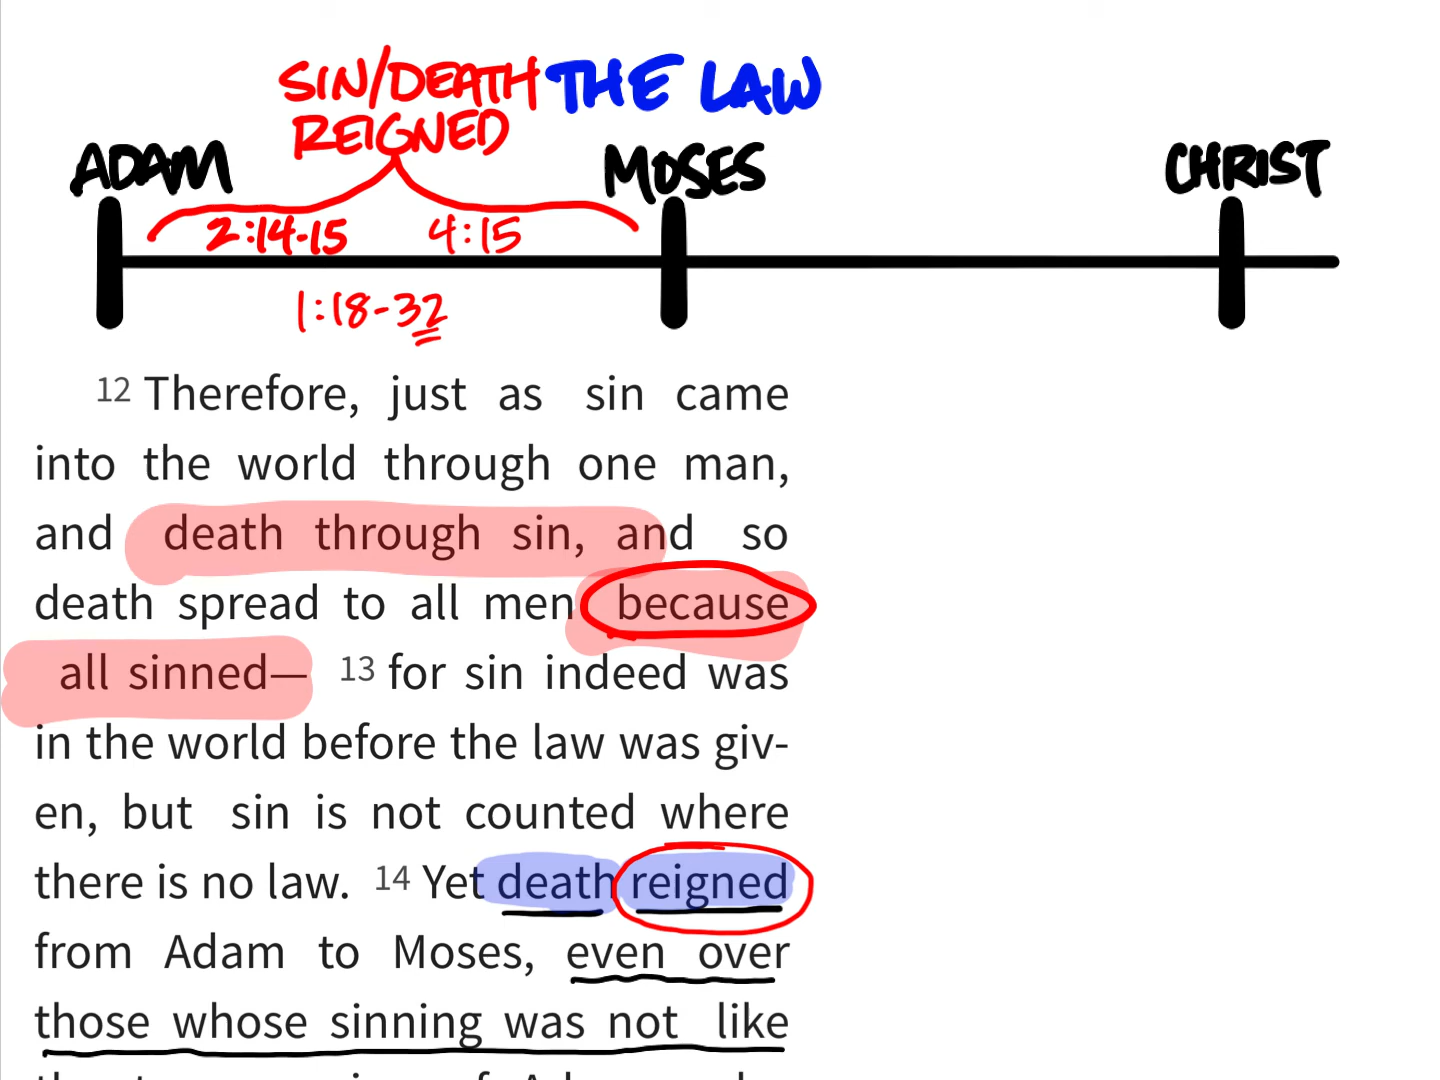 SIN/DEATH THE LAW
REIGNED
ADAM MOSES CHRIST
2:14-15 4:15
1:18-32
12 Therefore, just as sin came
into the world through one man,
and death through sin, and so
death spread to all men because
all sinned— 13 for sin indeed was
in the world before the law was giv-
en, but sin is not counted where
there is no law. 14 Yet death reigned
from Adam to Moses, even over
those whose sinning was not like